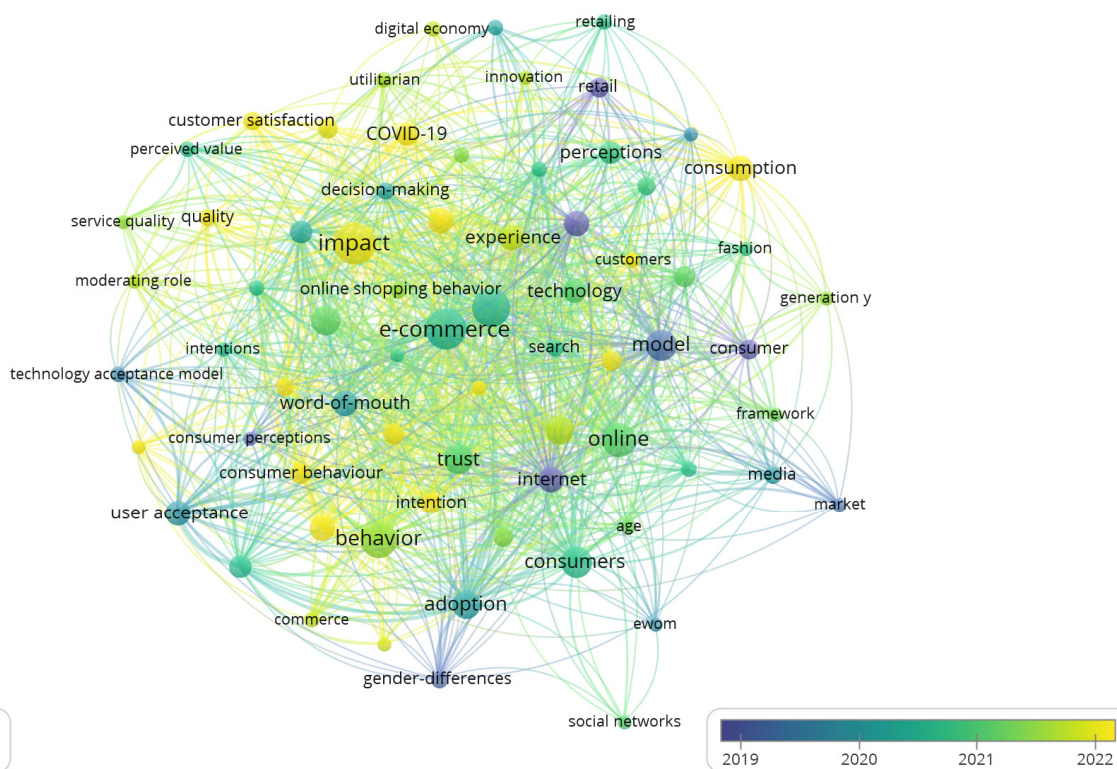 retailing
digital economy
innovation
utilitarian
retail
customer satisfaction
COVID-19
perceived value
perceptions
consumption
decision-making
service quality
quality
impact
experience
fashion
customers
moderating role
online shopping behavior
technology
generation y
e-commerce
intentions
search
model
consumer
technology acceptance model
word-of-mouth
framework
consumer perceptions
online
trust
consumer behaviour
internet
media
intention
market
user acceptance
age
behavior
consumers
adoption
commerce
ewom
gender-differences
social networks
2019
2020
2021
2022